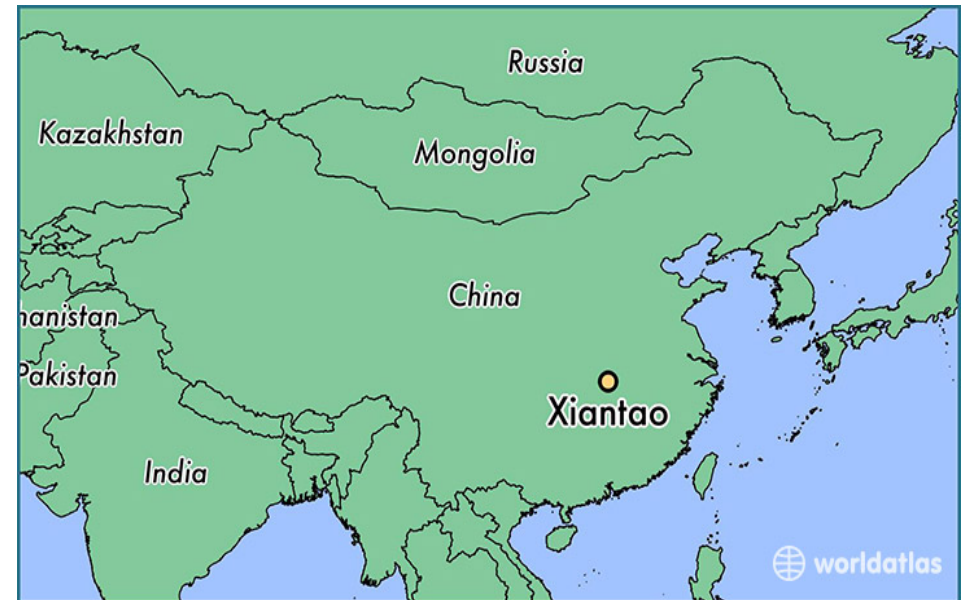 Russia
Kazakhstan
Mongolia
China
hanistan
Pakistan
Xiantao
India
worldatlas